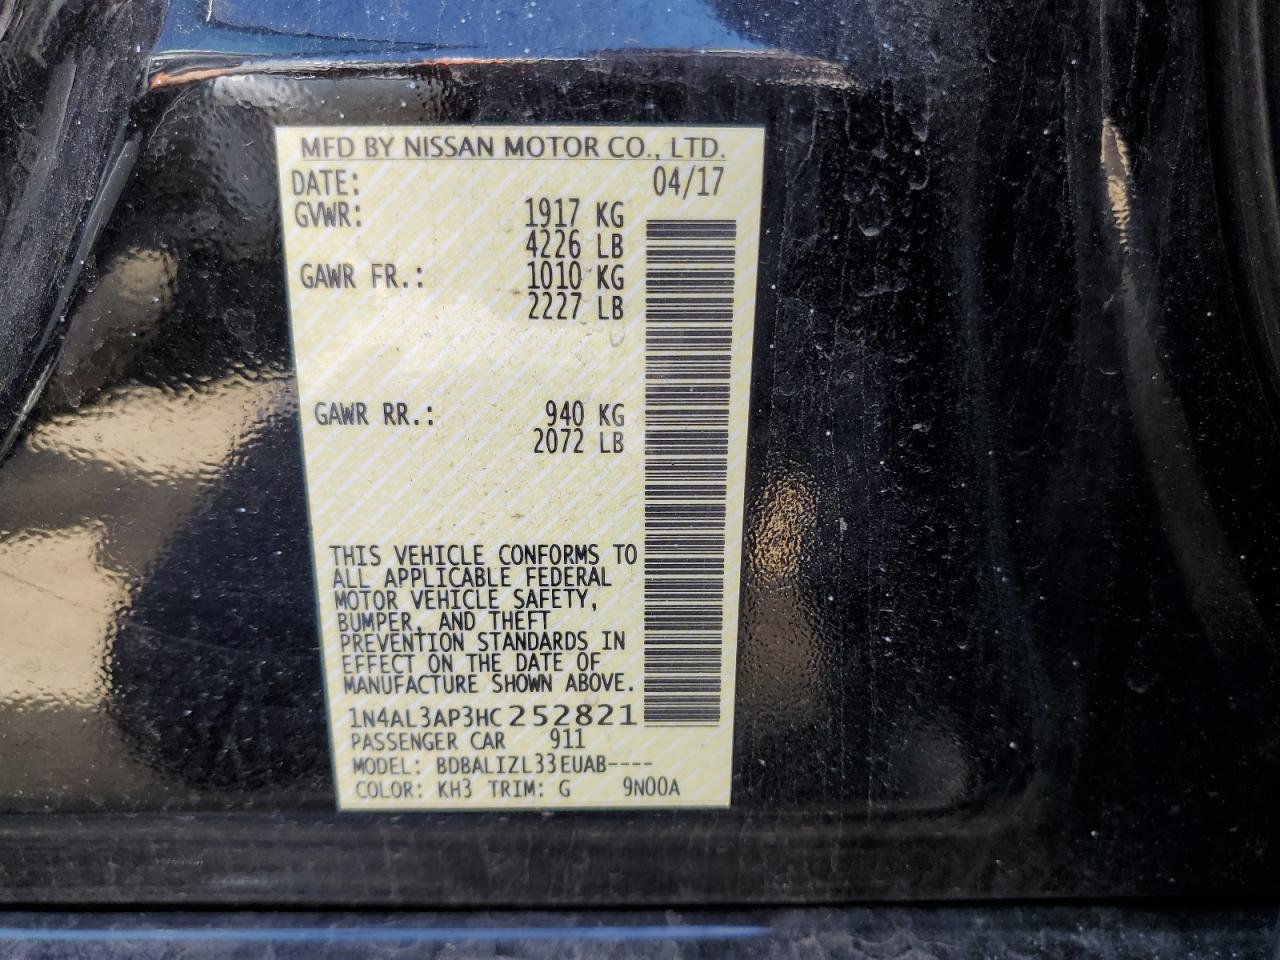 MFD BY NISSAN MOTOR CO., LTD.
DATE: 04/17
GVWR: 1917 KG
4226 LB
GAWR FR.: 1010 KG
2227 LB
GAWR RR.: 940 KG
2072 LB
THIS VEHICLE CONFORMS TO
ALL APPLICABLE FEDERAL
MOTOR VEHICLE SAFETY,
BUMPER, AND THEFT
PREVENTION STANDARDS IN
EFFECT ON THE DATE OF
MANUFACTURE SHOWN ABOVE.
1N4AL3AP3HC252821
PASSENGER CAR 911
MODEL: BDBALIZL33EUAB----
COLOR: KH3 TRIM: G 9N00A